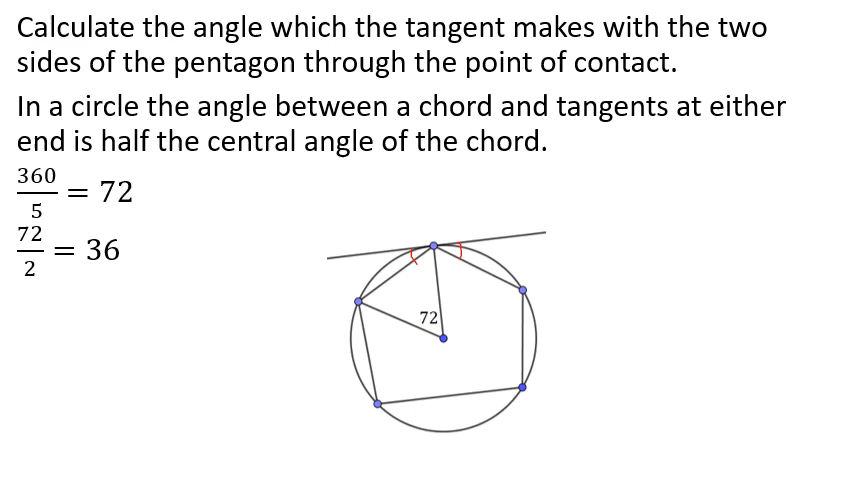 Calculate the angle which the tangent makes with the two
sides of the pentagon through the point of contact.
In a circle the angle between a chord and tangents at either
end is half the central angle of the chord.
360/5 = 72
72/2 = 36
72